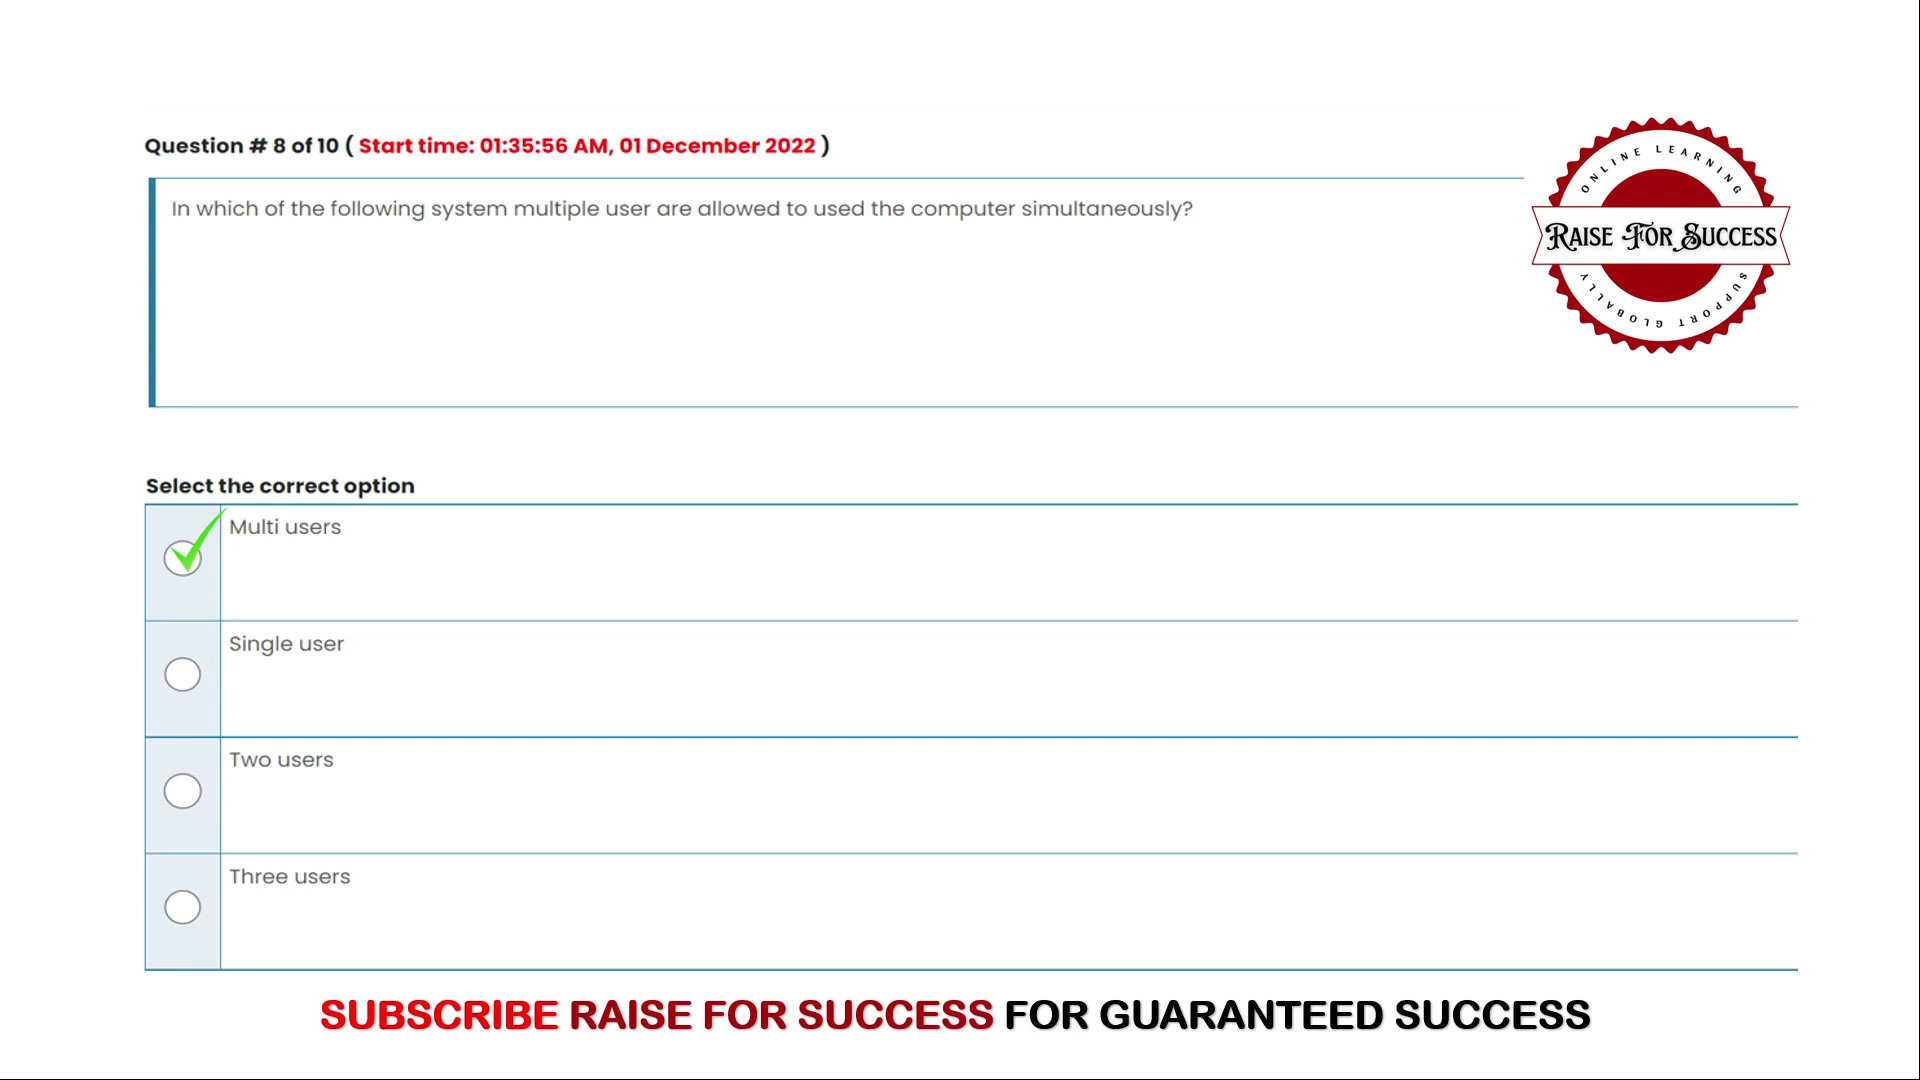 Question # 8 of 10 ( Start time: 01:35:56 AM, 01 December 2022 )
In which of the following system multiple user are allowed to used the computer simultaneously?
ONLINE LEARNING
RAISE FOR SUCCESS
SUPPORT GLOBALLY
Select the correct option
Multi users
Single user
Two users
Three users
SUBSCRIBE RAISE FOR SUCCESS FOR GUARANTEED SUCCESS